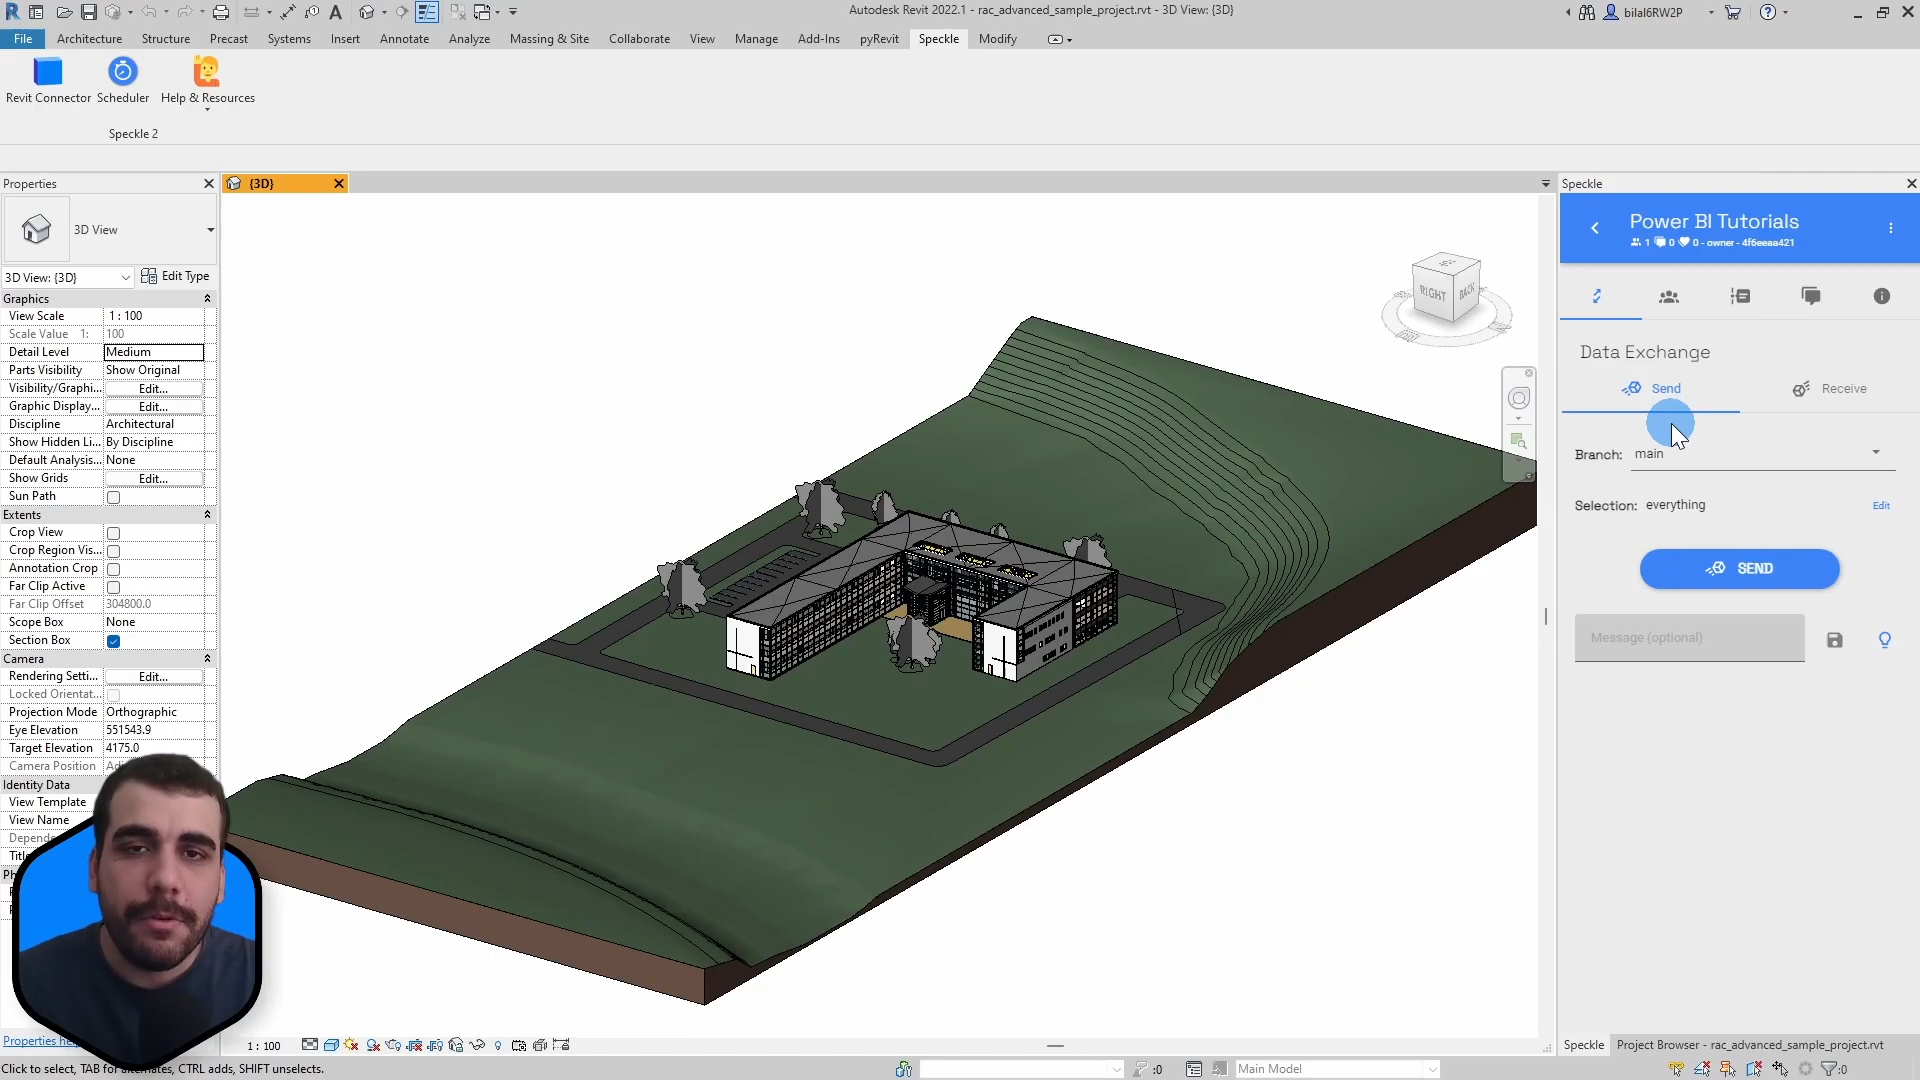 Autodesk Revit 2022.1 - rac_advanced_sample_project.rvt - 3D View: {3D}
bilal6RW2P
File Architecture Structure Precast Systems Insert Annotate Analyze Massing & Site Collaborate View Manage Add-Ins pyRevit Speckle Modify
Revit Connector Scheduler Help & Resources
Speckle 2
Properties
{3D}
3D View
3D View: {3D}
Edit Type
Graphics
View Scale 1 : 100
Scale Value 1: 100
Detail Level Medium
Parts Visibility Show Original
Visibility/Graphi... Edit...
Graphic Display... Edit...
Discipline Architectural
Show Hidden Li... By Discipline
Default Analysis... None
Show Grids Edit...
Sun Path
Extents
Crop View
Crop Region Vis...
Annotation Crop
Far Clip Active
Far Clip Offset 304800.0
Scope Box None
Section Box
Camera
Rendering Setti... Edit...
Locked Orientat...
Projection Mode Orthographic
Eye Elevation 551543.9
Target Elevation 4175.0
Camera Position
Identity Data
View Template
View Name
Properties
RIGHT BACK
Speckle
Power BI Tutorials
1 0 0 - owner - 4f6eeaa421
Data Exchange
Send Receive
Branch: main
Selection: everything Edit
SEND
Message (optional)
1 : 100
Speckle Project Browser - rac_advanced_sample_project.rvt
Click to select, TAB for alternates, CTRL adds, SHIFT unselects.
:0
Main Model
:0